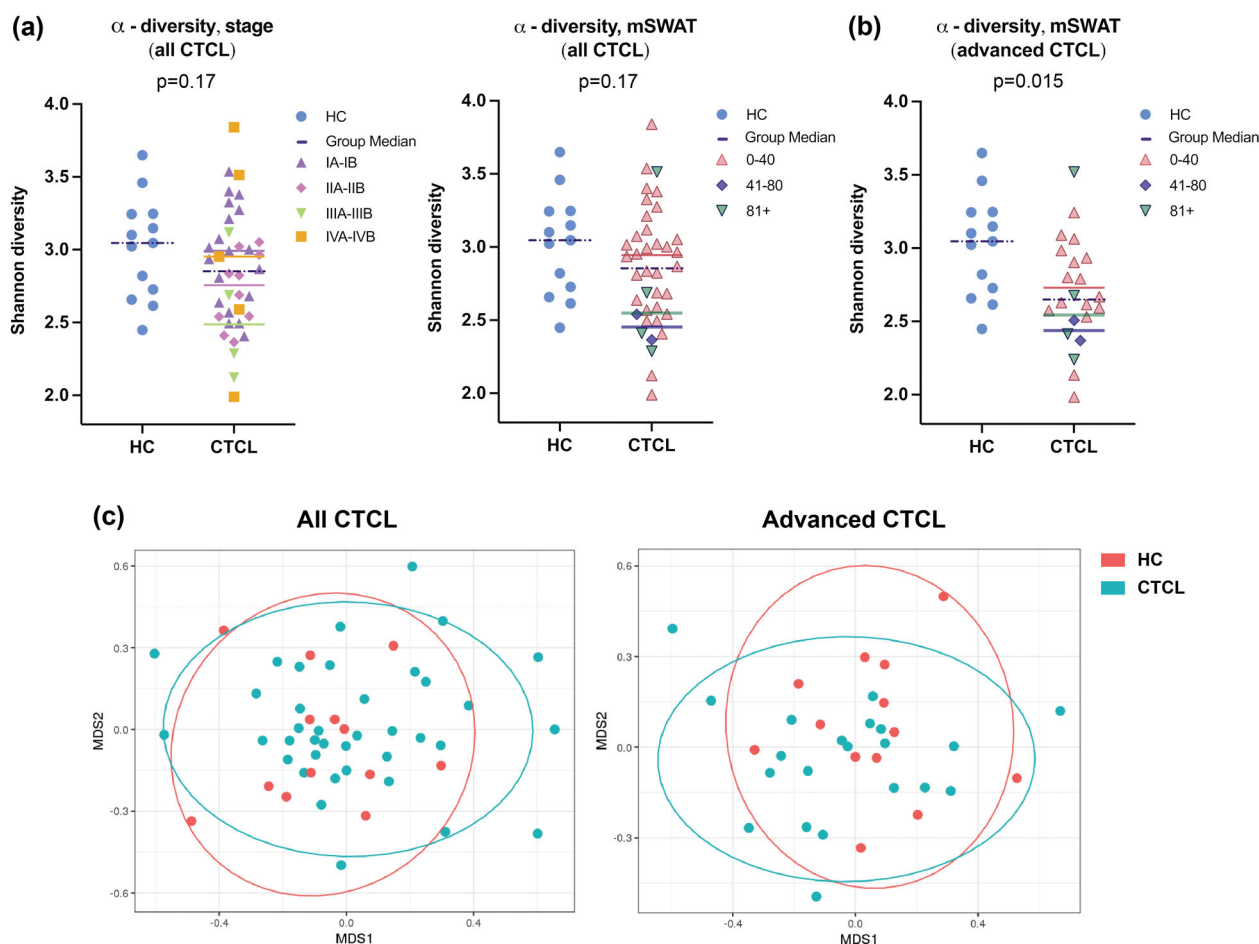 (a)
α - diversity, stage
(all CTCL)
p=0.17
Shannon diversity
4.0
3.5
3.0
2.5
2.0
HC
CTCL
HC
Group Median
IA-IB
IIA-IIB
IIIA-IIIB
IVA-IVB
α - diversity, mSWAT
(all CTCL)
p=0.17
Shannon diversity
4.0
3.5
3.0
2.5
2.0
HC
CTCL
HC
Group Median
0-40
41-80
81+
(b)
α - diversity, mSWAT
(advanced CTCL)
p=0.015
Shannon diversity
4.0
3.5
3.0
2.5
2.0
HC
CTCL
HC
Group Median
0-40
41-80
81+
(c)
All CTCL
MDS2
0.6
0.3
0.0
-0.3
-0.6
-0.4
0.0
0.4
MDS1
Advanced CTCL
MDS2
0.6
0.3
0.0
-0.3
-0.4
0.0
0.4
MDS1
HC
CTCL